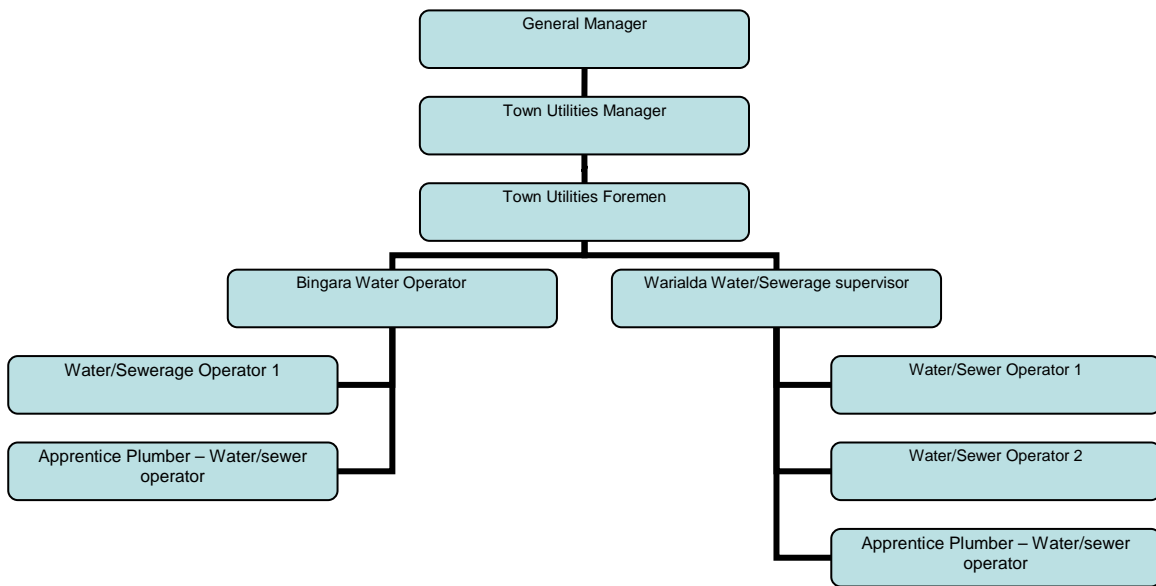 General Manager
Town Utilities Manager
Town Utilities Foremen
Bingara Water Operator
Warialda Water/Sewerage supervisor
Water/Sewerage Operator 1
Apprentice Plumber – Water/sewer
operator
Water/Sewer Operator 1
Water/Sewer Operator 2
Apprentice Plumber – Water/sewer
operator